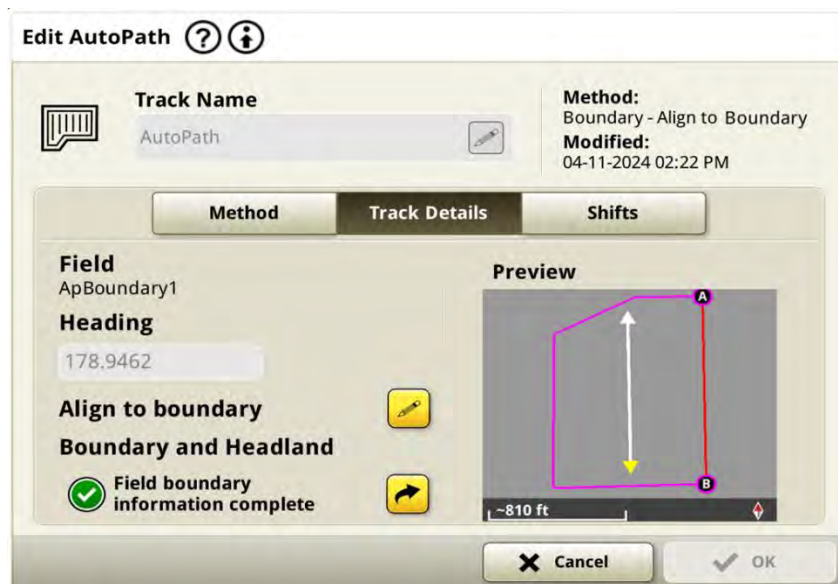 Edit AutoPath ? i
Track Name
AutoPath
Method:
Boundary - Align to Boundary
Modified:
04-11-2024 02:22 PM
Method
Track Details
Shifts
Field
ApBoundary1
Heading
178.9462
Align to boundary
Boundary and Headland
Field boundary
information complete
Preview
A
B
~810 ft
Cancel
OK